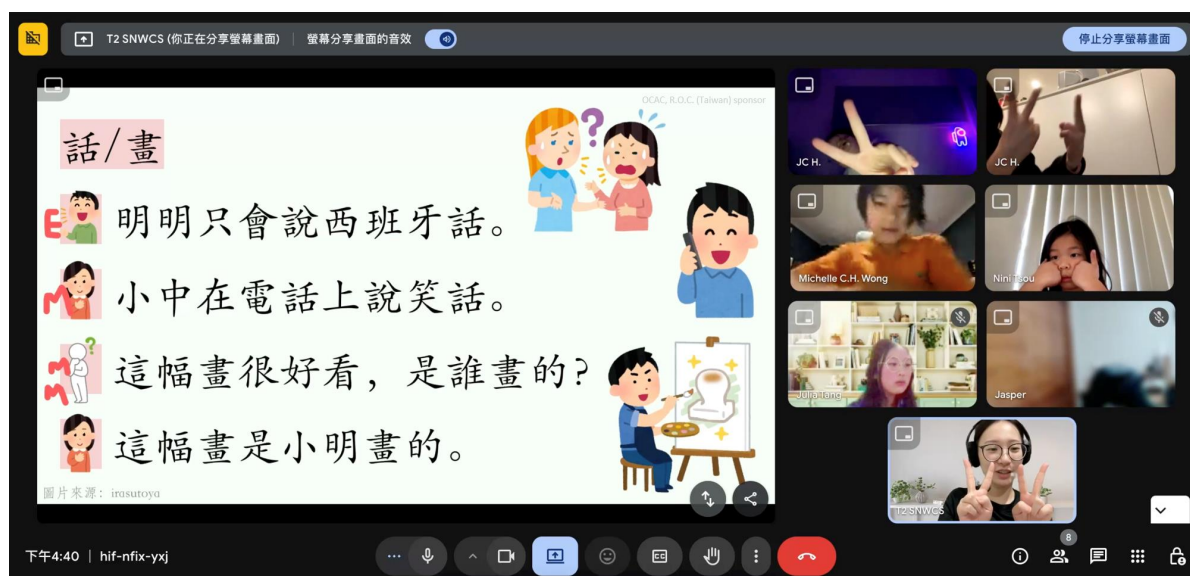 T2 SNWCS (你正在分享螢幕畫面)
螢幕分享畫面的音效
停止分享螢幕畫面
OCAC, R.O.C. (Taiwan) sponsor
話/畫
E
明明只會說西班牙話。
M
小中在電話上說笑話。
M
M
這幅畫很好看，是誰畫的?
這幅畫是小明畫的。
圖片來源: irasutoya
JC H.
JC H.
Michelle C.H. Wong
Nini Tsou
Julia Tang
Jasper
T2 SNWCS
下午4:40 | hif-nfix-yxj
CC
8